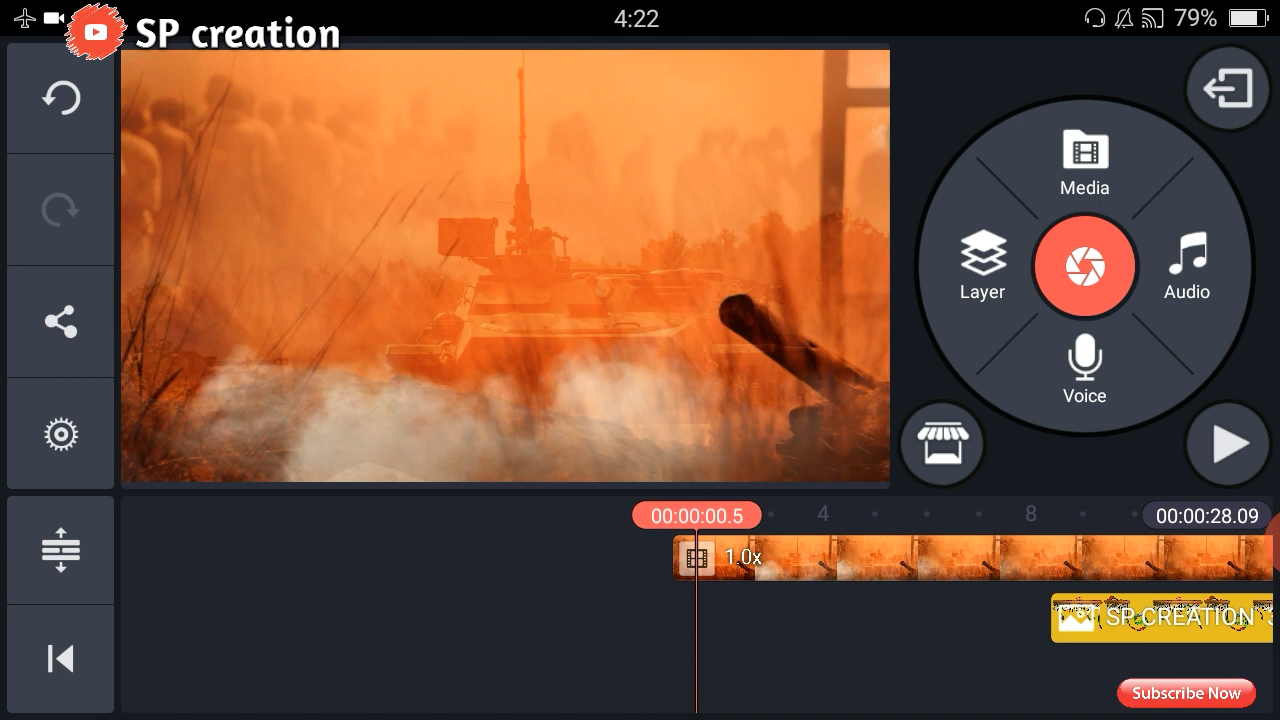 4:22
79%
SP creation
Media
Layer
Audio
Voice
00:00:00.5
4
8
00:00:28.09
1.0x
SP CREATION
Subscribe Now